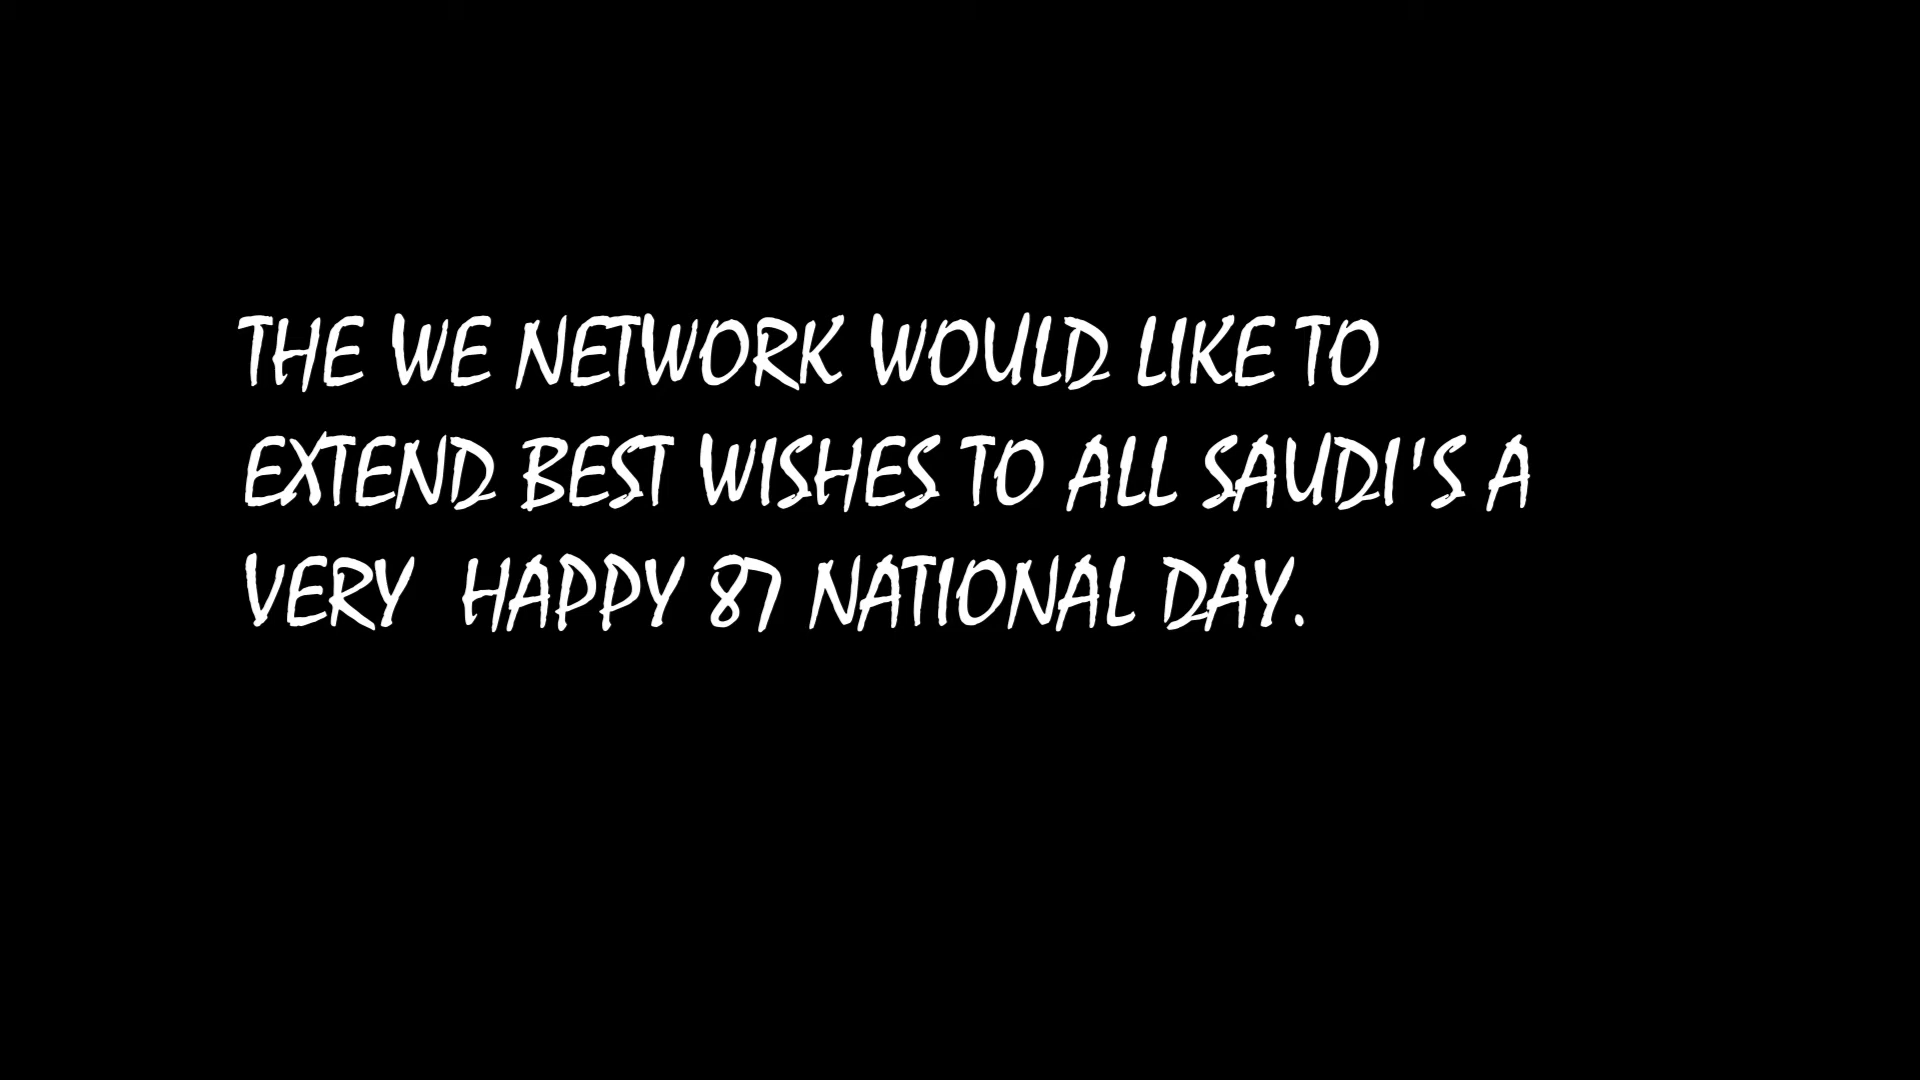 THE WE NETWORK WOULD LIKE TO
EXTEND BEST WISHES TO ALL SAUDI'S A
VERY  HAPPY 87 NATIONAL DAY.